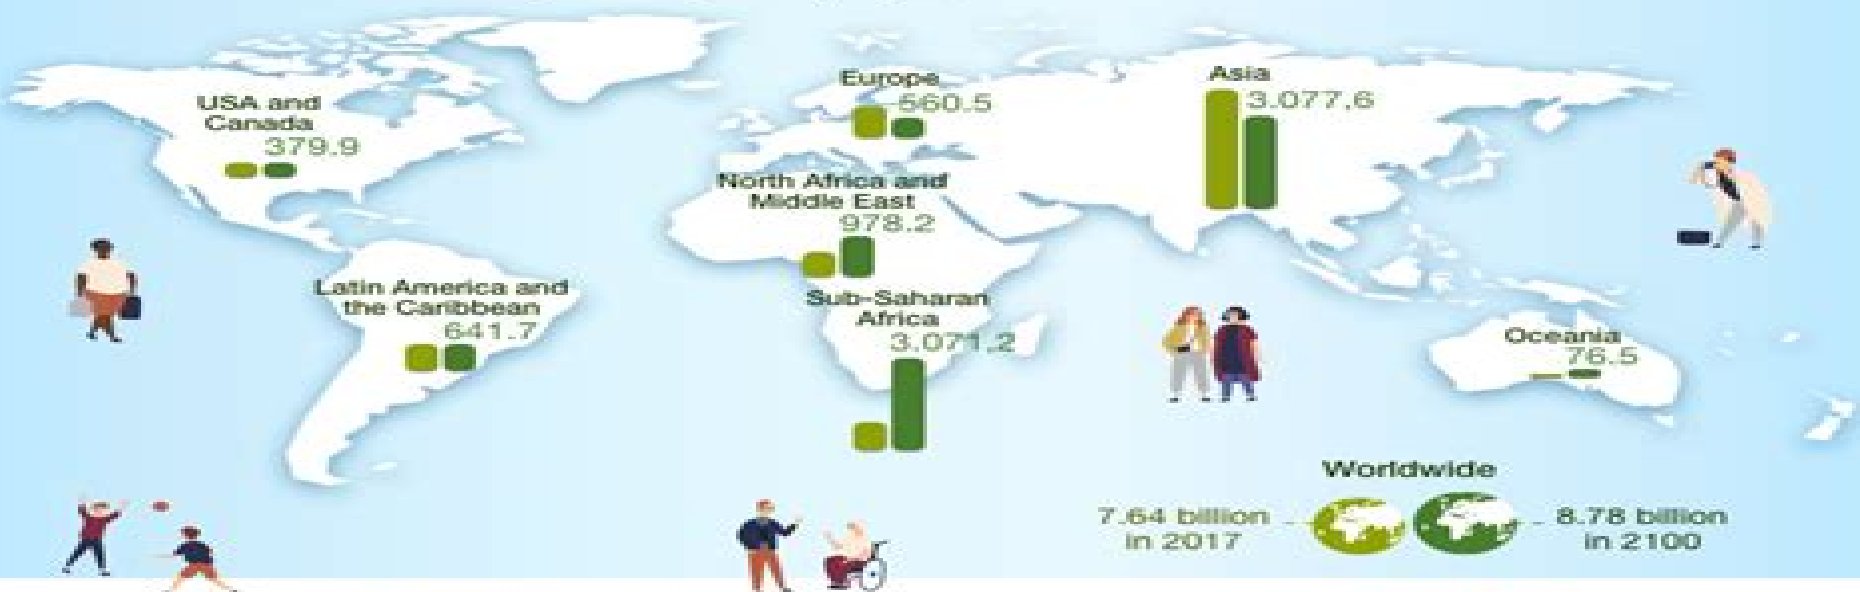 USA and
Canada
379.9
Europe
560.5
Asia
3.077,6
North Africa and
Middle East
978.2
Latin America and
the Caribbean
641.7
Sub-Saharan
Africa
3.071,2
Oceania
76.5
Worldwide
7.64 billion
in 2017
8.78 billion
in 2100